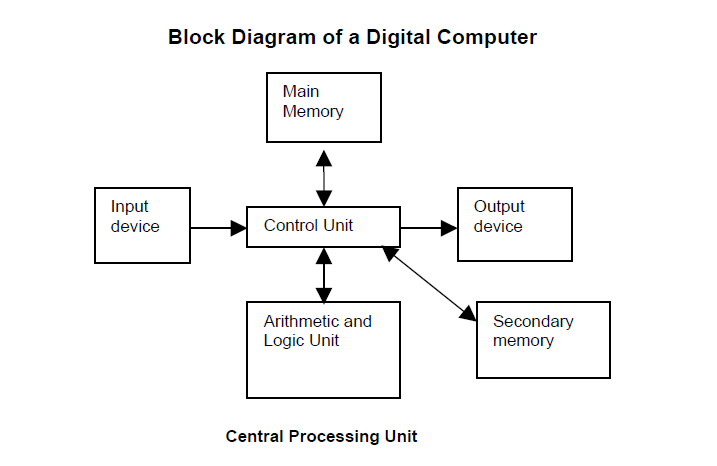 Block Diagram of a Digital Computer
Main
Memory
Input
device
Control Unit
Output
device
Arithmetic and
Logic Unit
Secondary
memory
Central Processing Unit